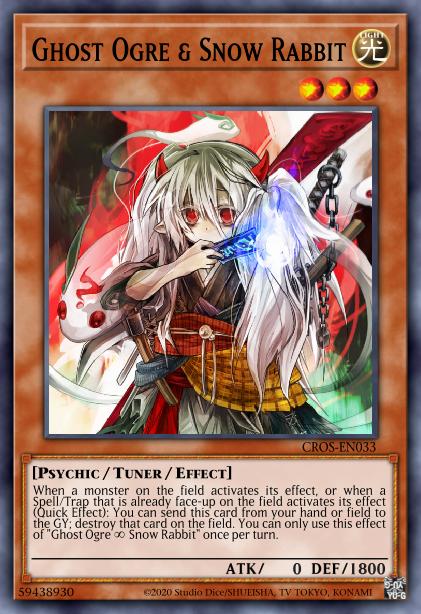 GHOST OGRE & SNOW RABBIT
LIGHT
光
CROS-EN033
[PSYCHIC / TUNER / EFFECT]
When a monster on the field activates its effect, or when a
Spell/Trap that is already face-up on the field activates its effect
(Quick Effect): You can send this card from your hand or field to
the GY; destroy that card on the field. You can only use this effect
of "Ghost Ogre ∞ Snow Rabbit" once per turn.
ATK/ 0 DEF/1800
59438930
©2020 Studio Dice/SHUEISHA, TV TOKYO, KONAMI